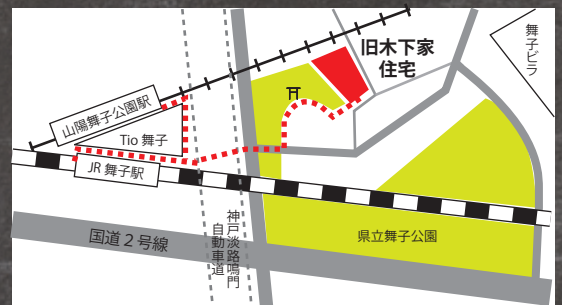 旧木下家
住宅
舞子ビラ
山陽舞子公園駅
Tio 舞子
JR 舞子駅
神戸淡路鳴門
自動車道
国道２号線
県立舞子公園